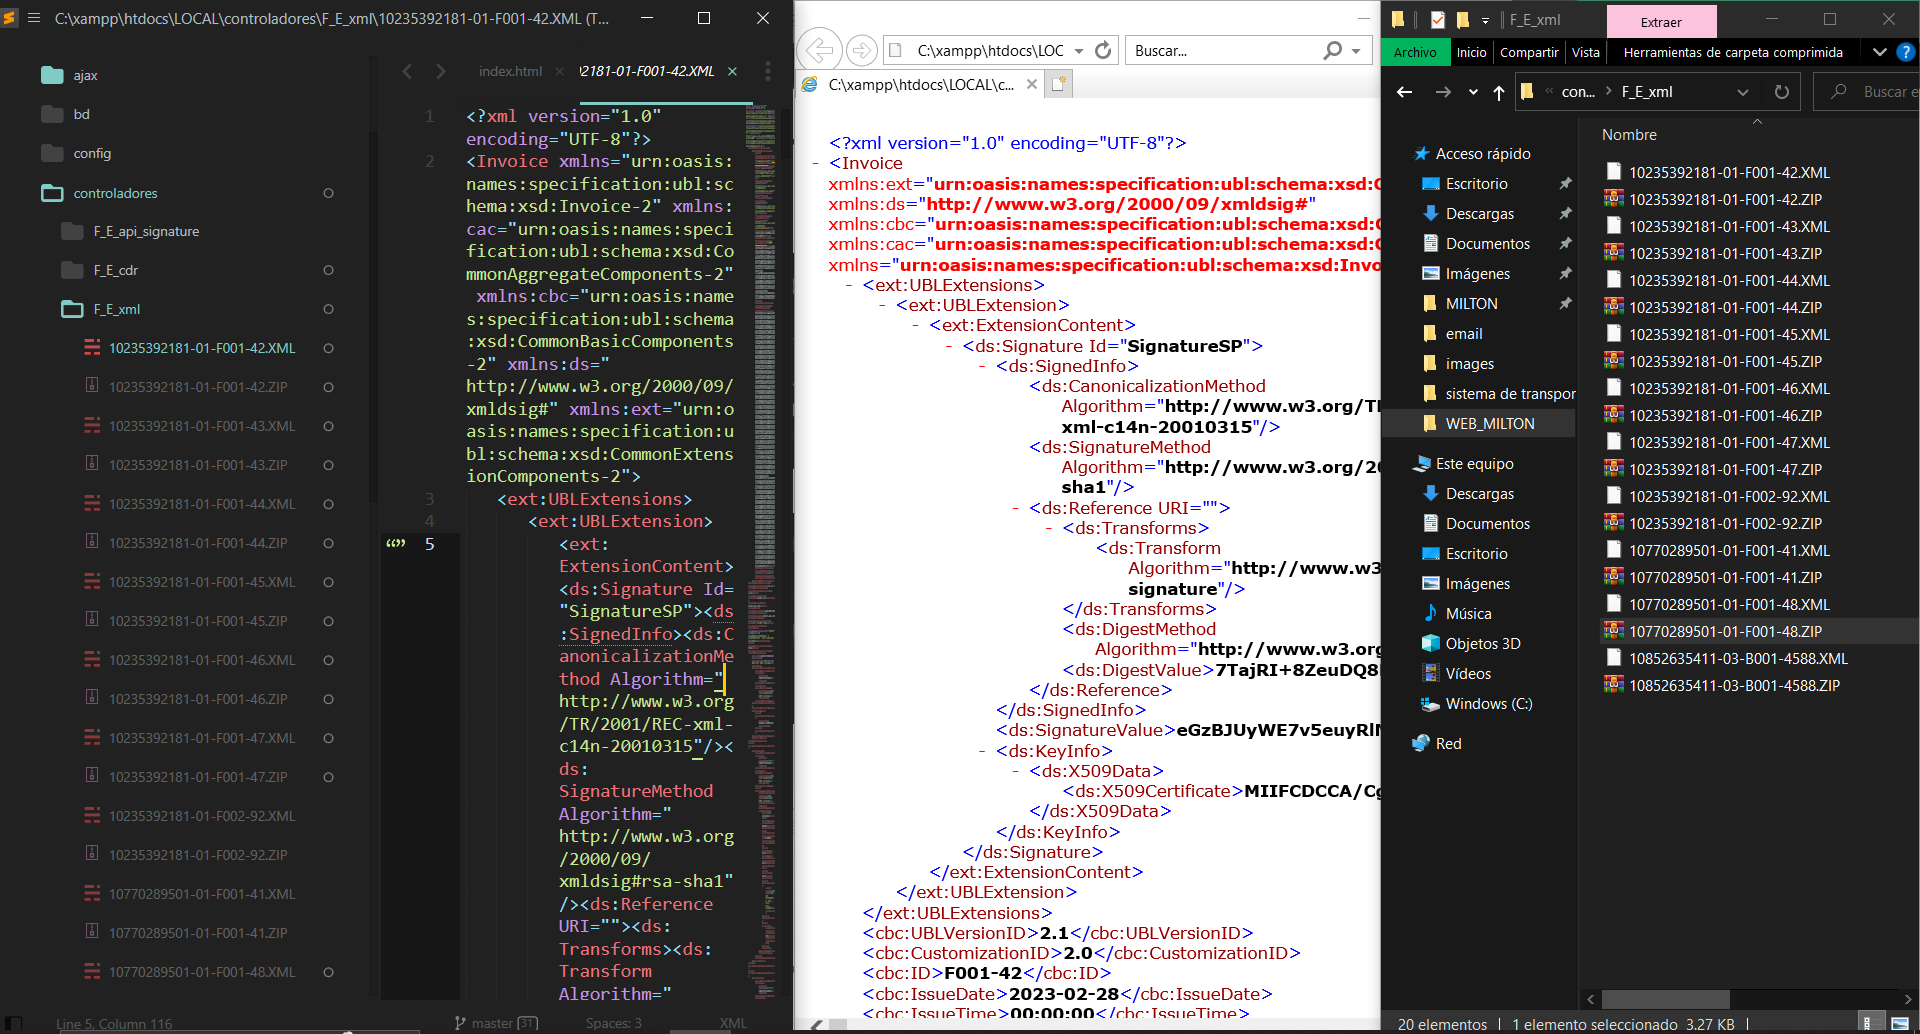 C:\xampp\htdocs\LOCAL\controladores\F_E_xml\10235392181-01-F001-42.XML (T...
ajax
bd
config
controladores
F_E_api_signature
F_E_cdr
F_E_xml
10235392181-01-F001-42.XML
10235392181-01-F001-42.ZIP
10235392181-01-F001-43.XML
10235392181-01-F001-43.ZIP
10235392181-01-F001-44.XML
10235392181-01-F001-44.ZIP
10235392181-01-F001-45.XML
10235392181-01-F001-45.ZIP
10235392181-01-F001-46.XML
10235392181-01-F001-46.ZIP
10235392181-01-F001-47.XML
10235392181-01-F001-47.ZIP
10235392181-01-F002-92.XML
10235392181-01-F002-92.ZIP
10770289501-01-F001-41.XML
10770289501-01-F001-41.ZIP
10770289501-01-F001-48.XML
index.html
2181-01-F001-42.XML
1 <?xml version="1.0"
encoding="UTF-8"?>
2 <Invoice xmlns="urn:oasis:
names:specification:ubl:sc
hema:xsd:Invoice-2" xmlns:
cac="urn:oasis:names:speci
fication:ubl:schema:xsd:Co
mmonAggregateComponents-2"
xmlns:cbc="urn:oasis:name
s:specification:ubl:schema
:xsd:CommonBasicComponents
-2" xmlns:ds="
http://www.w3.org/2000/09/
xmldsig#" xmlns:ext="urn:o
asis:names:specification:u
bl:schema:xsd:CommonExtens
ionComponents-2">
3 <ext:UBLExtensions>
4 <ext:UBLExtension>
5 <ext:
ExtensionContent>
<ds:Signature Id=
"SignatureSP"><ds
:SignedInfo><ds:C
anonicalizationMe
thod Algorithm="
http://www.w3.org
/TR/2001/REC-xml-
c14n-20010315"/><
ds:
SignatureMethod
Algorithm="
http://www.w3.org
/2000/09/
xmldsig#rsa-sha1"
/><ds:Reference
URI=""><ds:
Transforms><ds:
Transform
Algorithm="
Line 5, Column 116
master 31
Spaces: 3
XML
C:\xampp\htdocs\LOC
Buscar...
C:\xampp\htdocs\LOCAL\c...
<?xml version="1.0" encoding="UTF-8"?>
- <Invoice
xmlns:ext="urn:oasis:names:specification:ubl:schema:xsd:C
xmlns:ds="http://www.w3.org/2000/09/xmldsig#"
xmlns:cbc="urn:oasis:names:specification:ubl:schema:xsd:C
xmlns:cac="urn:oasis:names:specification:ubl:schema:xsd:C
xmlns="urn:oasis:names:specification:ubl:schema:xsd:Invo
- <ext:UBLExtensions>
- <ext:UBLExtension>
- <ext:ExtensionContent>
- <ds:Signature Id="SignatureSP">
- <ds:SignedInfo>
<ds:CanonicalizationMethod
Algorithm="http://www.w3.org/TR
xml-c14n-20010315"/>
<ds:SignatureMethod
Algorithm="http://www.w3.org/20
sha1"/>
- <ds:Reference URI="">
- <ds:Transforms>
<ds:Transform
Algorithm="http://www.w3
signature"/>
</ds:Transforms>
<ds:DigestMethod
Algorithm="http://www.w3.org
<ds:DigestValue>7TajRI+8ZeuDQ8
</ds:Reference>
</ds:SignedInfo>
<ds:SignatureValue>eGzBJUyWE7v5euyRlM
- <ds:KeyInfo>
- <ds:X509Data>
<ds:X509Certificate>MIIFCDCCA/Cg
</ds:X509Data>
</ds:KeyInfo>
</ds:Signature>
</ext:ExtensionContent>
</ext:UBLExtension>
</ext:UBLExtensions>
<cbc:UBLVersionID>2.1</cbc:UBLVersionID>
<cbc:CustomizationID>2.0</cbc:CustomizationID>
<cbc:ID>F001-42</cbc:ID>
<cbc:IssueDate>2023-02-28</cbc:IssueDate>
<cbc:IssueTime>00:00:00</cbc:IssueTime>
F_E_xml
Extraer
Archivo
Inicio
Compartir
Vista
Herramientas de carpeta comprimida
con...
F_E_xml
Buscar e
Acceso rápido
Escritorio
Descargas
Documentos
Imágenes
MILTON
email
images
sistema de transpor
WEB_MILTON
Este equipo
Descargas
Documentos
Escritorio
Imágenes
Música
Objetos 3D
Vídeos
Windows (C:)
Red
Nombre
10235392181-01-F001-42.XML
10235392181-01-F001-42.ZIP
10235392181-01-F001-43.XML
10235392181-01-F001-43.ZIP
10235392181-01-F001-44.XML
10235392181-01-F001-44.ZIP
10235392181-01-F001-45.XML
10235392181-01-F001-45.ZIP
10235392181-01-F001-46.XML
10235392181-01-F001-46.ZIP
10235392181-01-F001-47.XML
10235392181-01-F001-47.ZIP
10235392181-01-F002-92.XML
10235392181-01-F002-92.ZIP
10770289501-01-F001-41.XML
10770289501-01-F001-41.ZIP
10770289501-01-F001-48.XML
10770289501-01-F001-48.ZIP
10852635411-03-B001-4588.XML
10852635411-03-B001-4588.ZIP
20 elementos
1 elemento seleccionado 3.27 KB